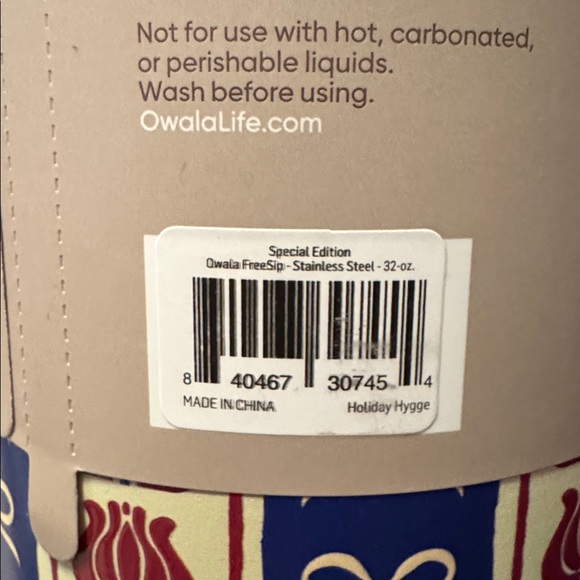 Not for use with hot, carbonated,
or perishable liquids.
Wash before using.
OwalaLife.com
Special Edition
Owala FreeSip - Stainless Steel - 32-oz.
8 40467 30745 4
MADE IN CHINA
Holiday Hygge